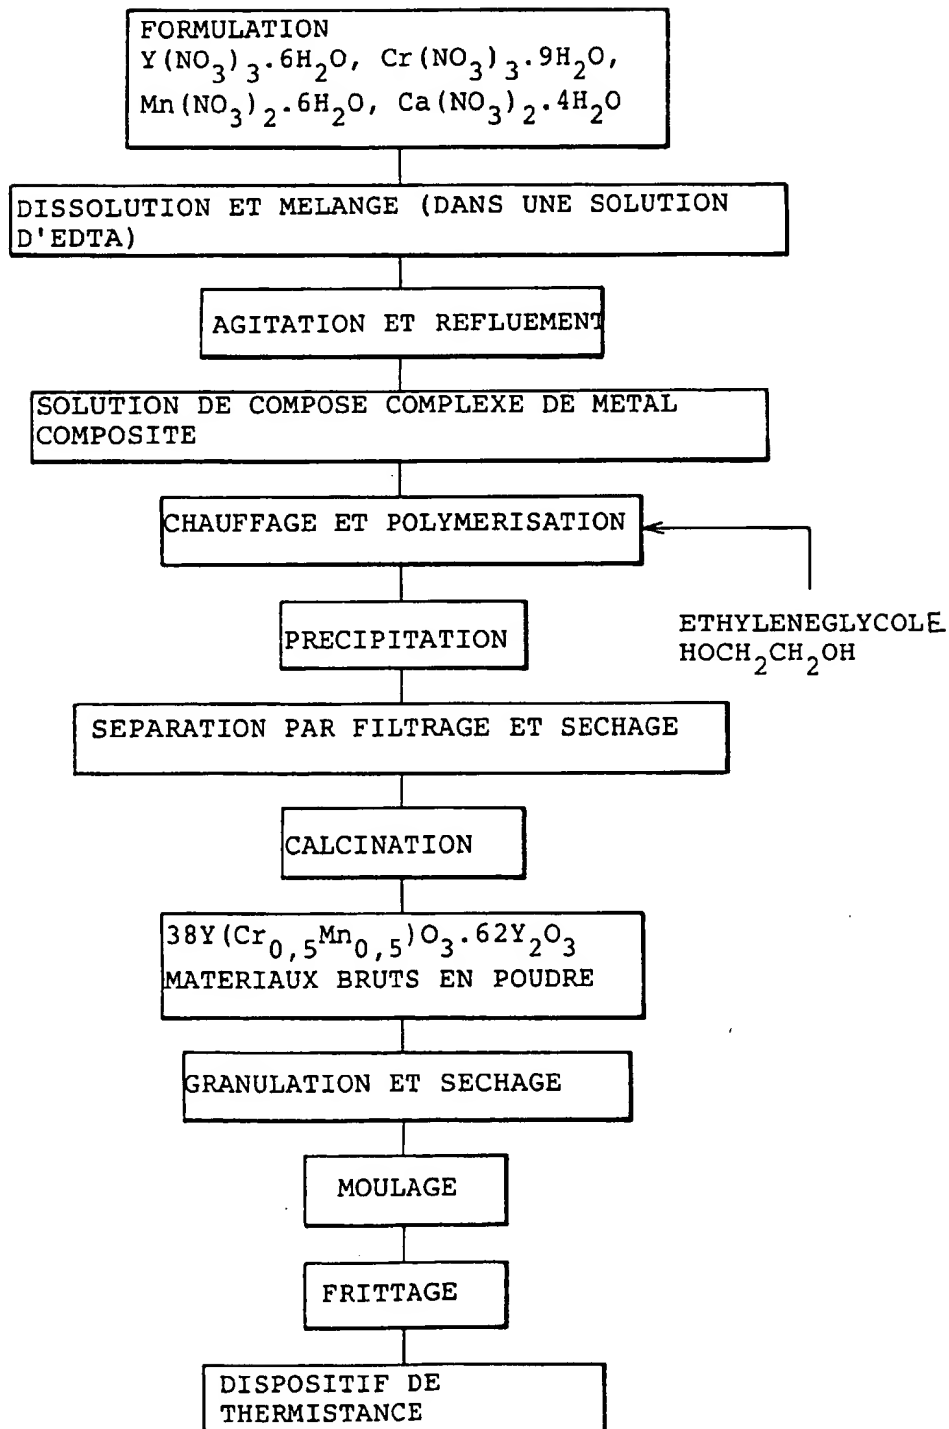 FORMULATION
Y(NO3)3.6H2O, Cr(NO3)3.9H2O,
Mn(NO3)2.6H2O, Ca(NO3)2.4H2O
DISSOLUTION ET MELANGE (DANS UNE SOLUTION
D'EDTA)
AGITATION ET REFLUEMENT
SOLUTION DE COMPOSE COMPLEXE DE METAL
COMPOSITE
CHAUFFAGE ET POLYMERISATION
ETHYLENEGLYCOLE
HOCH2CH2OH
PRECIPITATION
SEPARATION PAR FILTRAGE ET SECHAGE
CALCINATION
38Y(Cr0,5Mn0,5)O3.62Y2O3
MATERIAUX BRUTS EN POUDRE
GRANULATION ET SECHAGE
MOULAGE
FRITTAGE
DISPOSITIF DE
THERMISTANCE